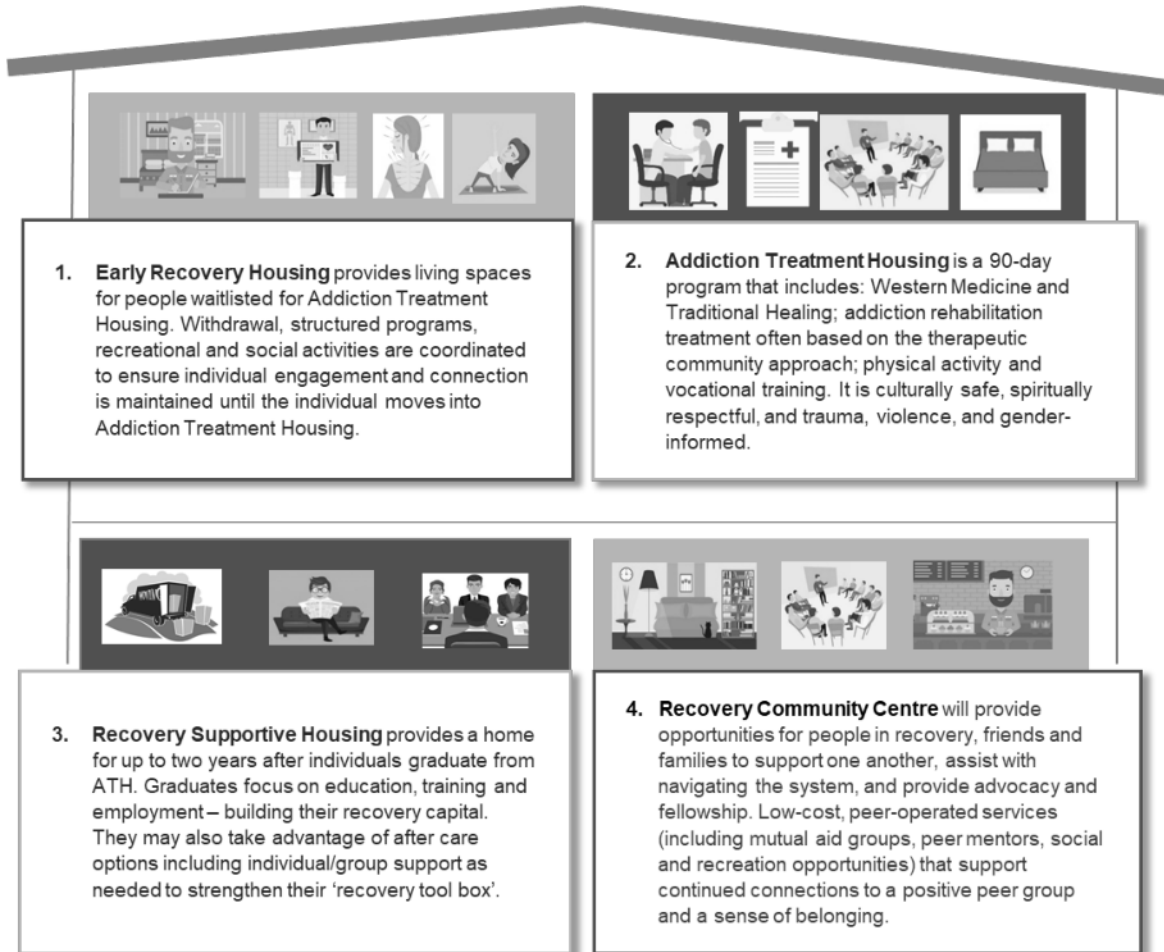 1. Early Recovery Housing provides living spaces
for people waitlisted for Addiction Treatment
Housing. Withdrawal, structured programs,
recreational and social activities are coordinated
to ensure individual engagement and connection
is maintained until the individual moves into
Addiction Treatment Housing.
2. Addiction Treatment Housing is a 90-day
program that includes: Western Medicine and
Traditional Healing; addiction rehabilitation
treatment often based on the therapeutic
community approach; physical activity and
vocational training. It is culturally safe, spiritually
respectful, and trauma, violence, and gender-
informed.
3. Recovery Supportive Housing provides a home
for up to two years after individuals graduate from
ATH. Graduates focus on education, training and
employment – building their recovery capital.
They may also take advantage of after care
options including individual/group support as
needed to strengthen their ‘recovery tool box’.
4. Recovery Community Centre will provide
opportunities for people in recovery, friends and
families to support one another, assist with
navigating the system, and provide advocacy and
fellowship. Low-cost, peer-operated services
(including mutual aid groups, peer mentors, social
and recreation opportunities) that support
continued connections to a positive peer group
and a sense of belonging.